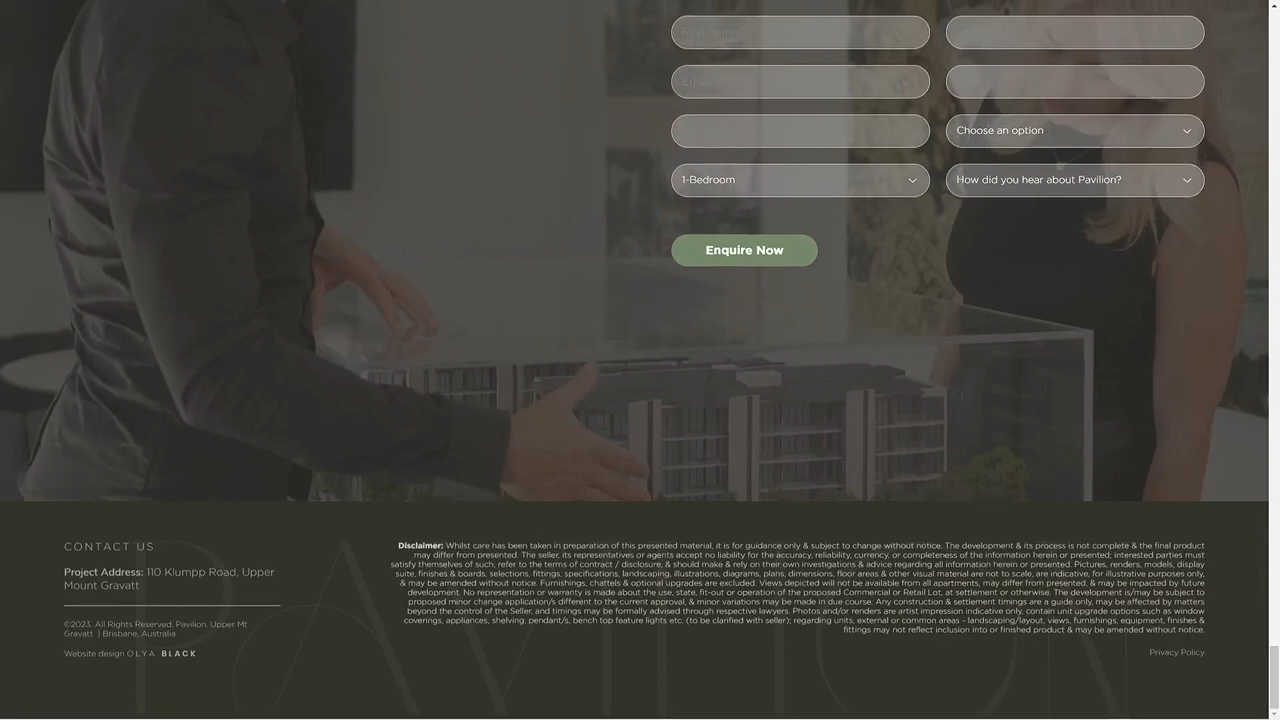 First name
Email
Choose an option
1-Bedroom
How did you hear about Pavilion?
Enquire Now
CONTACT US
Project Address: 110 Klumpp Road, Upper
Mount Gravatt
©2023. All Rights Reserved. Pavilion. Upper Mt
Gravatt | Brisbane, Australia
Website design OLYA BLACK
Disclaimer: Whilst care has been taken in preparation of this presented material, it is for guidance only & subject to change without notice. The development & its process is not complete & the final product
may differ from presented. The seller, its representatives or agents accept no liability for the accuracy, reliability, currency, or completeness of the information herein or presented; interested parties must
satisfy themselves of such, refer to the terms of contract / disclosure, & should make & rely on their own investigations & advice regarding all information herein or presented. Pictures, renders, models, display
suite, finishes & boards, selections, fittings, specifications, landscaping, illustrations, diagrams, plans, dimensions, floor areas & other visual material are not to scale, are indicative, for illustrative purposes only,
& may be amended without notice. Furnishings, chattels & optional upgrades are excluded. Views depicted will not be available from all apartments, may differ from presented, & may be impacted by future
development. No representation or warranty is made about the use, state, fit-out or operation of the proposed Commercial or Retail Lot, at settlement or otherwise. The development is/may be subject to
proposed minor change application/s different to the current approval, & minor variations may be made in due course. Any construction & settlement timings are a guide only, may be affected by matters
beyond the control of the Seller, and timings may be formally advised through respective lawyers. Photos and/or renders are artist impression indicative only, contain unit upgrade options such as window
coverings, appliances, shelving, pendant/s, bench top feature lights etc. (to be clarified with seller); regarding units, external or common areas - landscaping/layout, views, furnishings, equipment, finishes &
fittings may not reflect inclusion into or finished product & may be amended without notice.
Privacy Policy
PAVILION